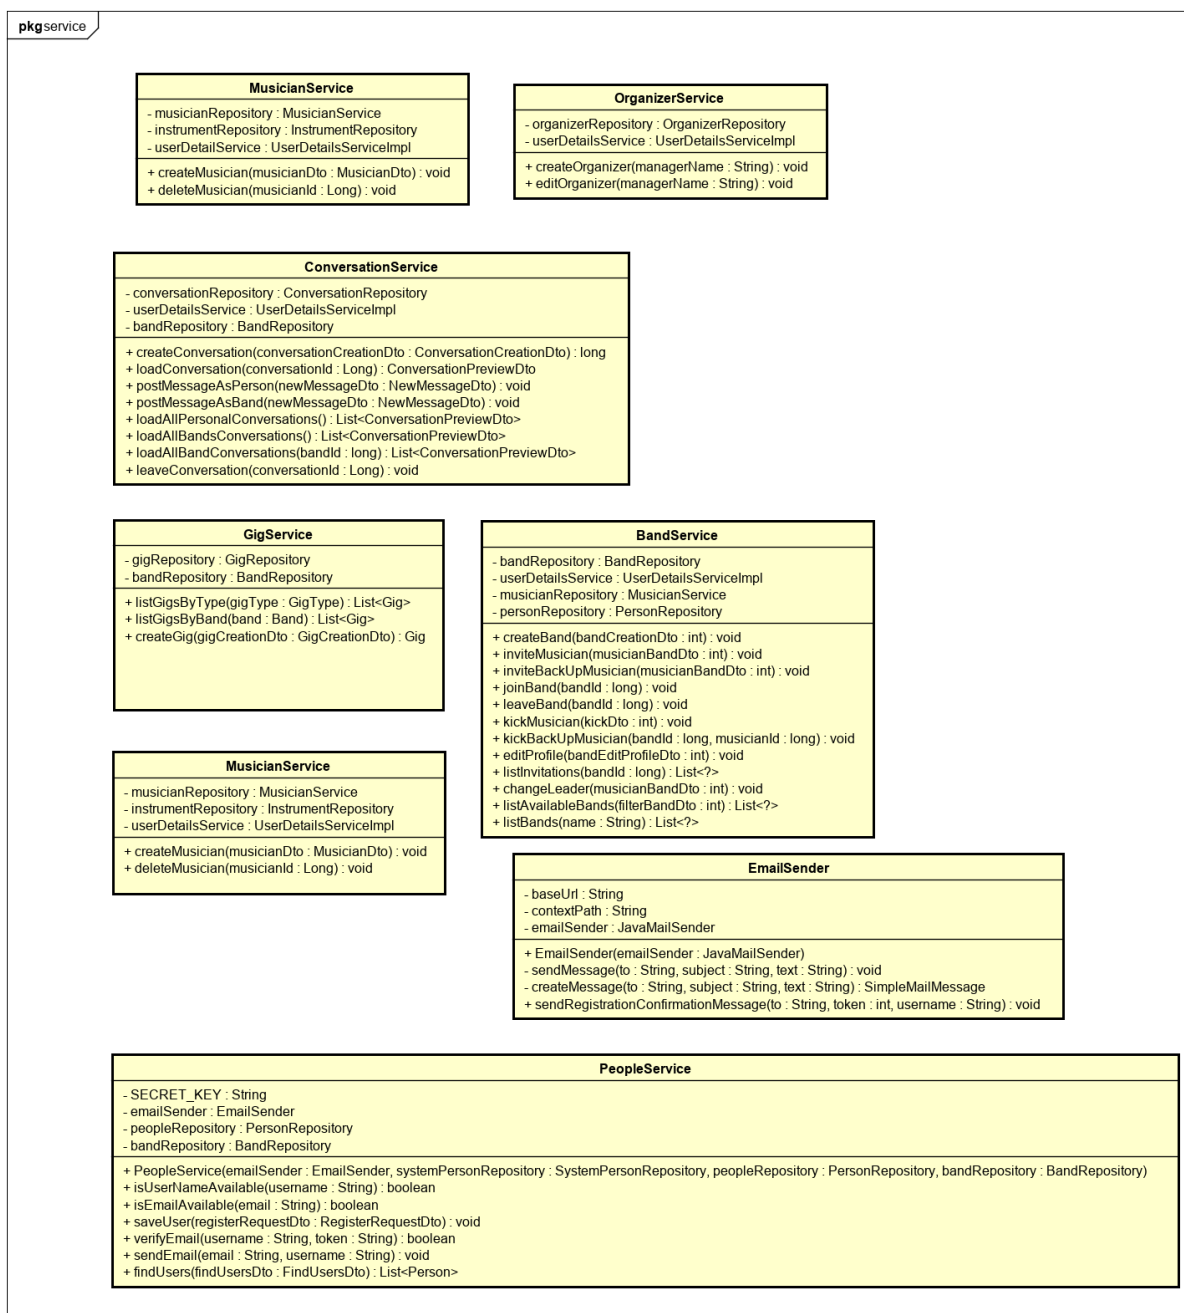 pkg service
MusicianService
- musicianRepository : MusicianService
- instrumentRepository : InstrumentRepository
- userDetailService : UserDetailsServiceImpl
+ createMusician(musicianDto : MusicianDto) : void
+ deleteMusician(musicianId : Long) : void
OrganizerService
- organizerRepository : OrganizerRepository
- userDetailsService : UserDetailsServiceImpl
+ createOrganizer(managerName : String) : void
+ editOrganizer(managerName : String) : void
ConversationService
- conversationRepository : ConversationRepository
- userDetailsService : UserDetailsServiceImpl
- bandRepository : BandRepository
+ createConversation(conversationCreationDto : ConversationCreationDto) : long
+ loadConversation(conversationId : Long) : ConversationPreviewDto
+ postMessageAsPerson(newMessageDto : NewMessageDto) : void
+ postMessageAsBand(newMessageDto : NewMessageDto) : void
+ loadAllPersonalConversations() : List<ConversationPreviewDto>
+ loadAllBandsConversations() : List<ConversationPreviewDto>
+ loadAllBandConversations(bandId : long) : List<ConversationPreviewDto>
+ leaveConversation(conversationId : Long) : void
GigService
- gigRepository : GigRepository
- bandRepository : BandRepository
+ listGigsByType(gigType : GigType) : List<Gig>
+ listGigsByBand(band : Band) : List<Gig>
+ createGig(gigCreationDto : GigCreationDto) : Gig
BandService
- bandRepository : BandRepository
- userDetailsService : UserDetailsServiceImpl
- musicianRepository : MusicianService
- personRepository : PersonRepository
+ createBand(bandCreationDto : int) : void
+ inviteMusician(musicianBandDto : int) : void
+ inviteBackUpMusician(musicianBandDto : int) : void
+ joinBand(bandId : long) : void
+ leaveBand(bandId : long) : void
+ kickMusician(kickDto : int) : void
+ kickBackUpMusician(bandId : long, musicianId : long) : void
+ editProfile(bandEditProfileDto : int) : void
+ listInvitations(bandId : long) : List<?>
+ changeLeader(musicianBandDto : int) : void
+ listAvailableBands(filterBandDto : int) : List<?>
+ listBands(name : String) : List<?>
MusicianService
- musicianRepository : MusicianService
- instrumentRepository : InstrumentRepository
- userDetailsService : UserDetailsServiceImpl
+ createMusician(musicianDto : MusicianDto) : void
+ deleteMusician(musicianId : Long) : void
EmailSender
- baseUrl : String
- contextPath : String
- emailSender : JavaMailSender
+ EmailSender(emailSender : JavaMailSender)
- sendMessage(to : String, subject : String, text : String) : void
- createMessage(to : String, subject : String, text : String) : SimpleMailMessage
+ sendRegistrationConfirmationMessage(to : String, token : int, username : String) : void
PeopleService
- SECRET_KEY : String
- emailSender : EmailSender
- peopleRepository : PersonRepository
- bandRepository : BandRepository
+ PeopleService(emailSender : EmailSender, systemPersonRepository : SystemPersonRepository, peopleRepository : PersonRepository, bandRepository : BandRepository)
+ isUserNameAvailable(username : String) : boolean
+ isEmailAvailable(email : String) : boolean
+ saveUser(registerRequestDto : RegisterRequestDto) : void
+ verifyEmail(username : String, token : String) : boolean
+ sendEmail(email : String, username : String) : void
+ findUsers(findUsersDto : FindUsersDto) : List<Person>